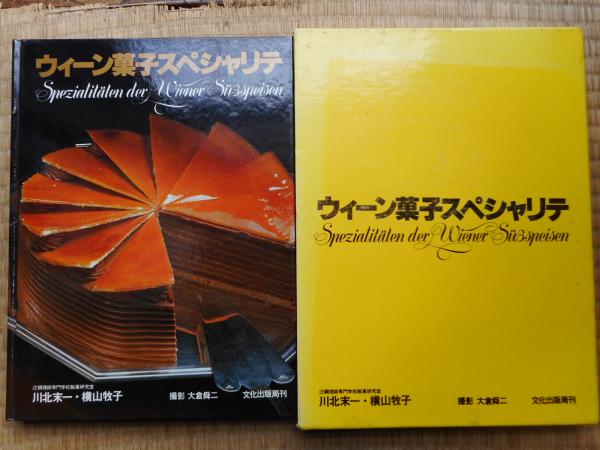 ウィーン菓子スペシャリテ
Spezialitäten der Wiener Süßspeisen
辻調理師専門学校製菓研究室
川北末一・横山牧子
撮影 大倉舜二
文化出版局刊
ウィーン菓子スペシャリテ
Spezialitäten der Wiener Süßspeisen
辻調理師専門学校製菓研究室
川北末一・横山牧子
撮影 大倉舜二
文化出版局刊